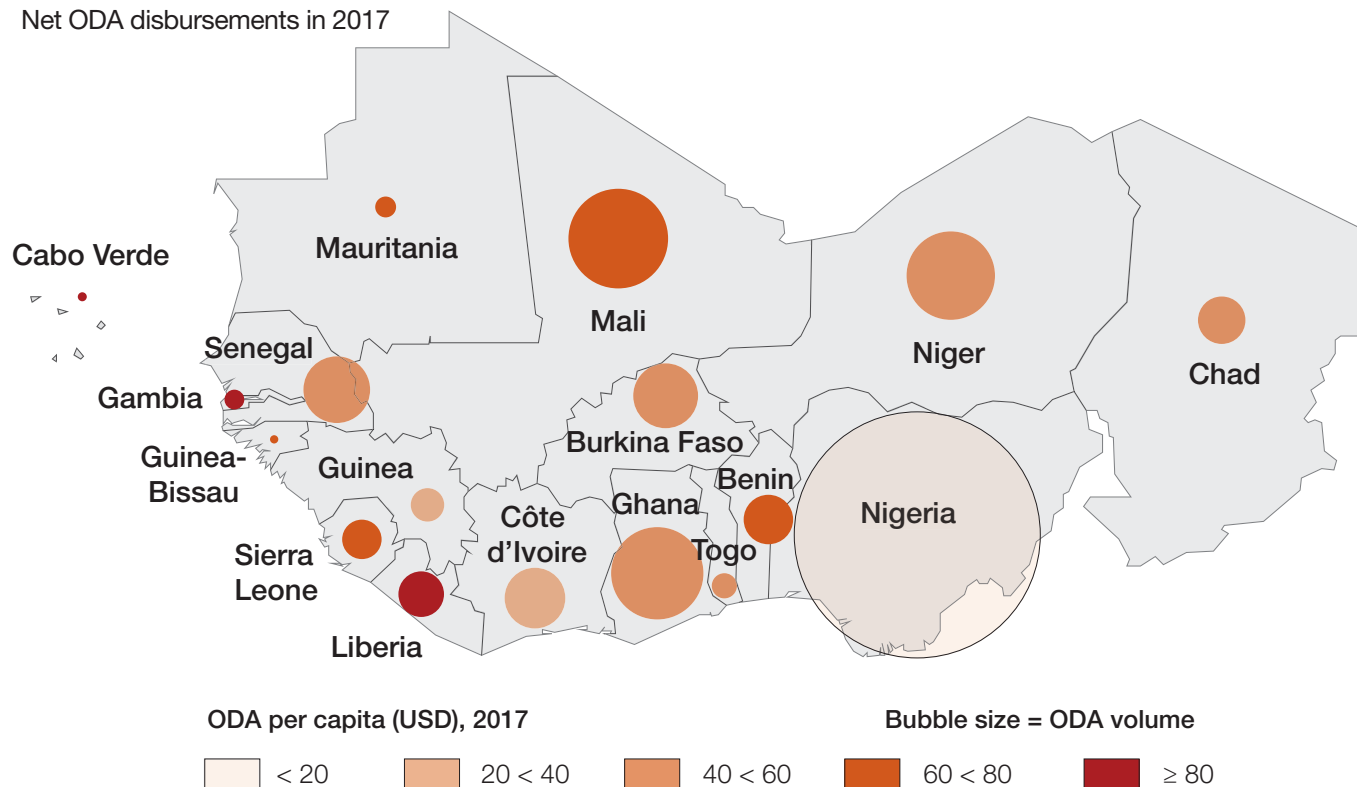 Net ODA disbursements in 2017
Mauritania
Cabo Verde
Mali
Niger
Chad
Senegal
Gambia
Guinea-
Bissau
Guinea
Burkina Faso
Benin
Ghana
Togo
Nigeria
Côte
d'Ivoire
Sierra
Leone
Liberia
ODA per capita (USD), 2017
Bubble size = ODA volume
< 20
20 < 40
40 < 60
60 < 80
≥ 80